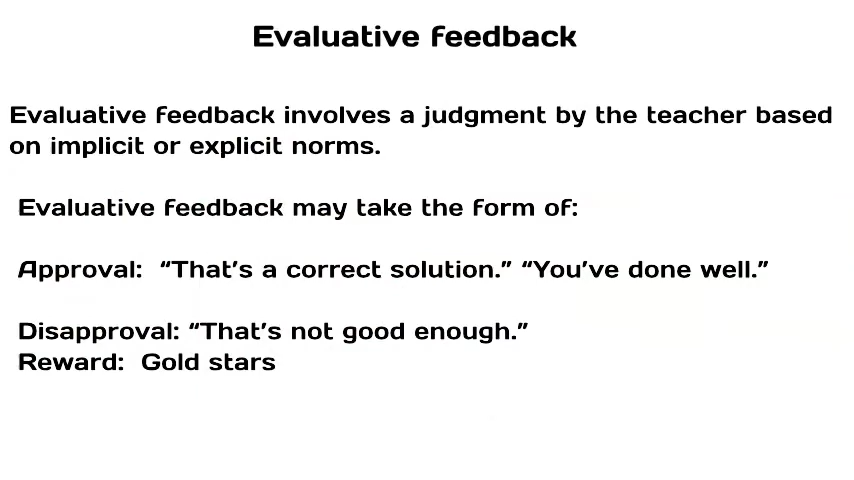 Evaluative feedback
Evaluative feedback involves a judgment by the teacher based
on implicit or explicit norms.
Evaluative feedback may take the form of:
Approval: “That’s a correct solution.” “You’ve done well.”
Disapproval: “That’s not good enough.”
Reward: Gold stars